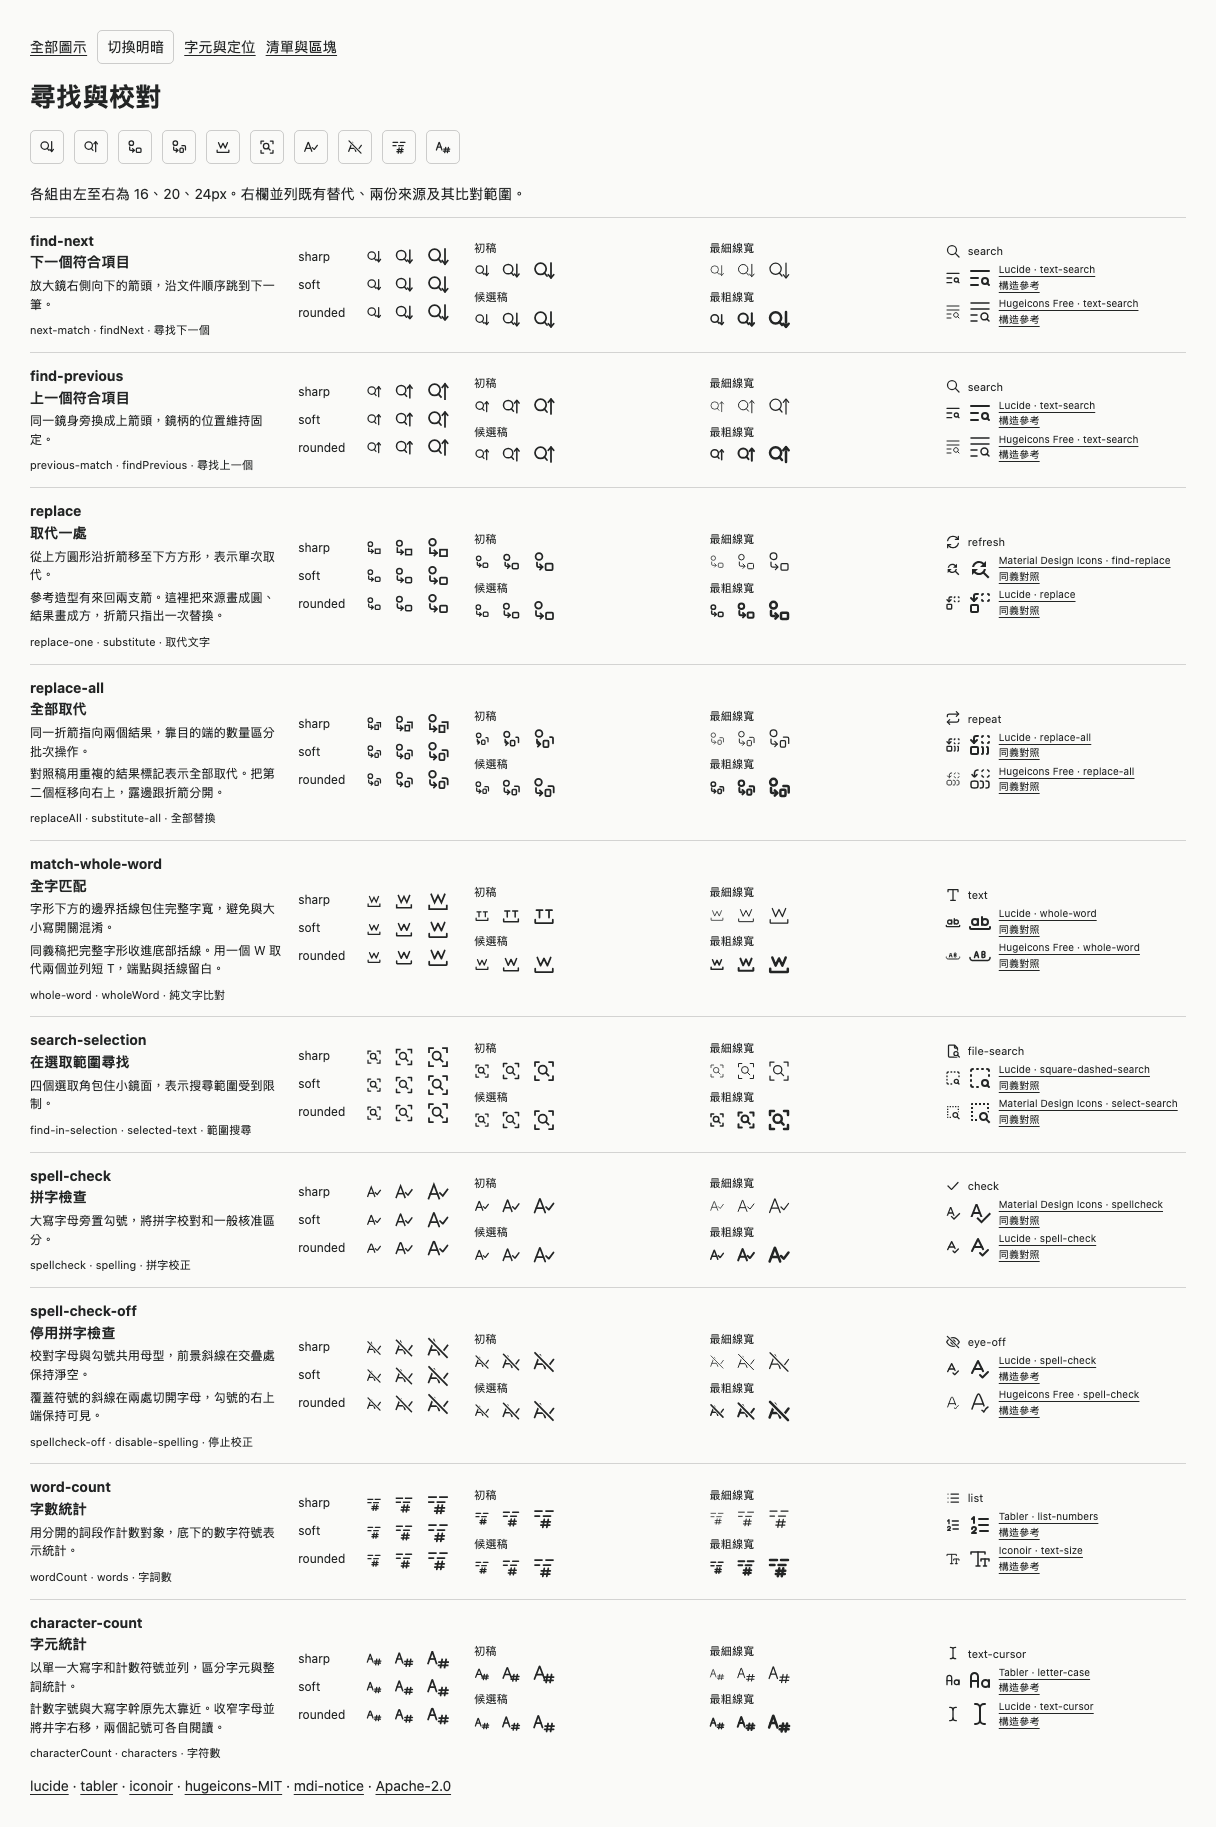 全部圖示 切換明暗 字元與定位 清單與區塊
尋找與校對
各組由左至右為 16、20、24px。右欄並列既有替代、兩份來源及其比對範圍。
find-next
下一個符合項目
放大鏡右側向下的箭頭，沿文件順序跳到下一
筆。
next-match · findNext · 尋找下一個
sharp
soft
rounded
初稿
候選稿
最細線寬
最粗線寬
search
Lucide · text-search
構造參考
Hugeicons Free · text-search
構造參考
find-previous
上一個符合項目
同一鏡身旁換成上箭頭，鏡柄的位置維持固
定。
previous-match · findPrevious · 尋找上一個
sharp
soft
rounded
初稿
候選稿
最細線寬
最粗線寬
search
Lucide · text-search
構造參考
Hugeicons Free · text-search
構造參考
replace
取代一處
從上方圓形沿折箭移至下方方形，表示單次取
代。
參考造型有來回兩支箭。這裡把來源畫成圓、
結果畫成方，折箭只指出一次替換。
replace-one · substitute · 取代文字
sharp
soft
rounded
初稿
候選稿
最細線寬
最粗線寬
refresh
Material Design Icons · find-replace
同義對照
Lucide · replace
同義對照
replace-all
全部取代
同一折箭指向兩個結果，靠目的端的數量區分
批次操作。
對照稿用重複的結果標記表示全部取代。把第
二個框移向右上，露邊跟折箭分開。
replaceAll · substitute-all · 全部替換
sharp
soft
rounded
初稿
候選稿
最細線寬
最粗線寬
repeat
Lucide · replace-all
同義對照
Hugeicons Free · replace-all
同義對照
match-whole-word
全字匹配
字形下方的邊界括線包住完整字寬，避免與大
小寫開關混淆。
同義稿把完整字形收進底部括線。用一個 W 取
代兩個並列短 T，端點與括線留白。
whole-word · wholeWord · 純文字比對
sharp
soft
rounded
初稿
候選稿
最細線寬
最粗線寬
text
Lucide · whole-word
同義對照
Hugeicons Free · whole-word
同義對照
search-selection
在選取範圍尋找
四個選取角包住小鏡面，表示搜尋範圍受到限
制。
find-in-selection · selected-text · 範圍搜尋
sharp
soft
rounded
初稿
候選稿
最細線寬
最粗線寬
file-search
Lucide · square-dashed-search
同義對照
Material Design Icons · select-search
同義對照
spell-check
拼字檢查
大寫字母旁置勾號，將拼字校對和一般核准區
分。
spellcheck · spelling · 拼字校正
sharp
soft
rounded
初稿
候選稿
最細線寬
最粗線寬
check
Material Design Icons · spellcheck
同義對照
Lucide · spell-check
同義對照
spell-check-off
停用拼字檢查
校對字母與勾號共用母型，前景斜線在交疊處
保持淨空。
覆蓋符號的斜線在兩處切開字母，勾號的右上
端保持可見。
spellcheck-off · disable-spelling · 停止校正
sharp
soft
rounded
初稿
候選稿
最細線寬
最粗線寬
eye-off
Lucide · spell-check
構造參考
Hugeicons Free · spell-check
構造參考
word-count
字數統計
用分開的詞段作計數對象，底下的數字符號表
示統計。
wordCount · words · 字詞數
sharp
soft
rounded
初稿
候選稿
最細線寬
最粗線寬
list
Tabler · list-numbers
構造參考
Iconoir · text-size
構造參考
character-count
字元統計
以單一大寫字和計數符號並列，區分字元與整
詞統計。
計數字號與大寫字幹原先太靠近。收窄字母並
將井字右移，兩個記號可各自閱讀。
characterCount · characters · 字符數
sharp
soft
rounded
初稿
候選稿
最細線寬
最粗線寬
text-cursor
Tabler · letter-case
構造參考
Lucide · text-cursor
構造參考
lucide · tabler · iconoir · hugeicons-MIT · mdi-notice · Apache-2.0